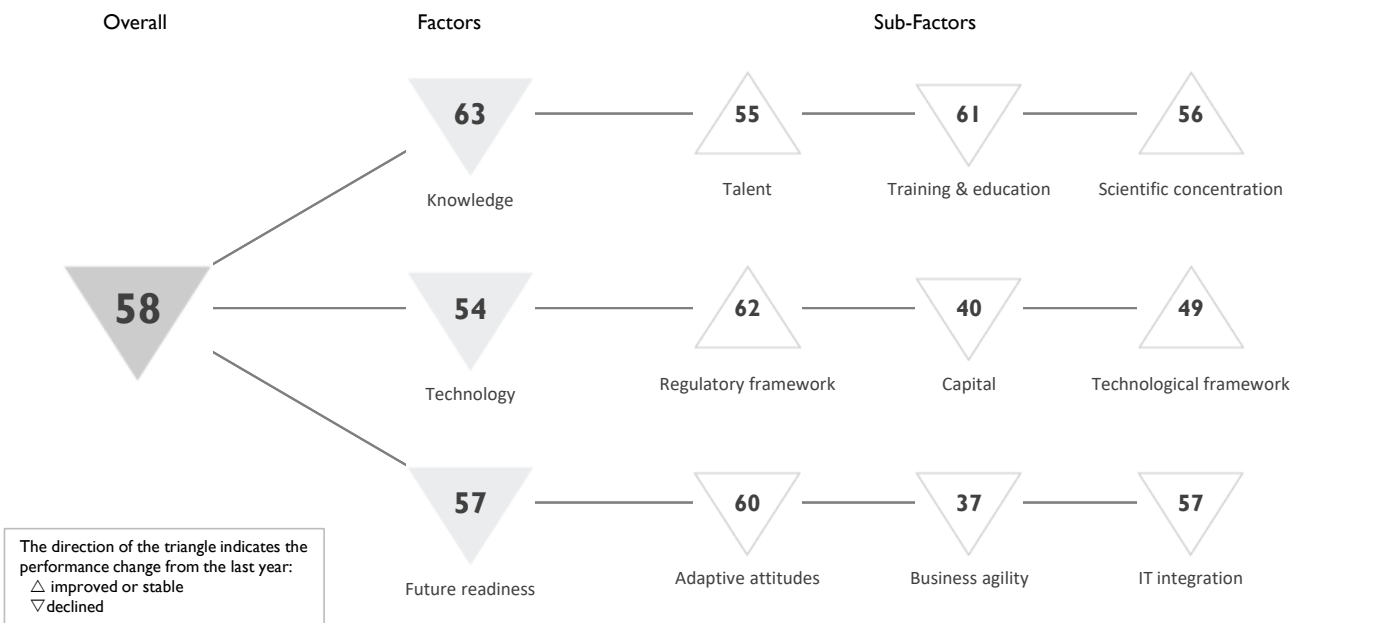 Overall
Factors
Sub-Factors
63
55
61
56
Knowledge
Talent
Training & education
Scientific concentration
58
54
62
40
49
Technology
Regulatory framework
Capital
Technological framework
57
60
37
57
Future readiness
Adaptive attitudes
Business agility
IT integration
The direction of the triangle indicates the
performance change from the last year:
△ improved or stable
▽ declined